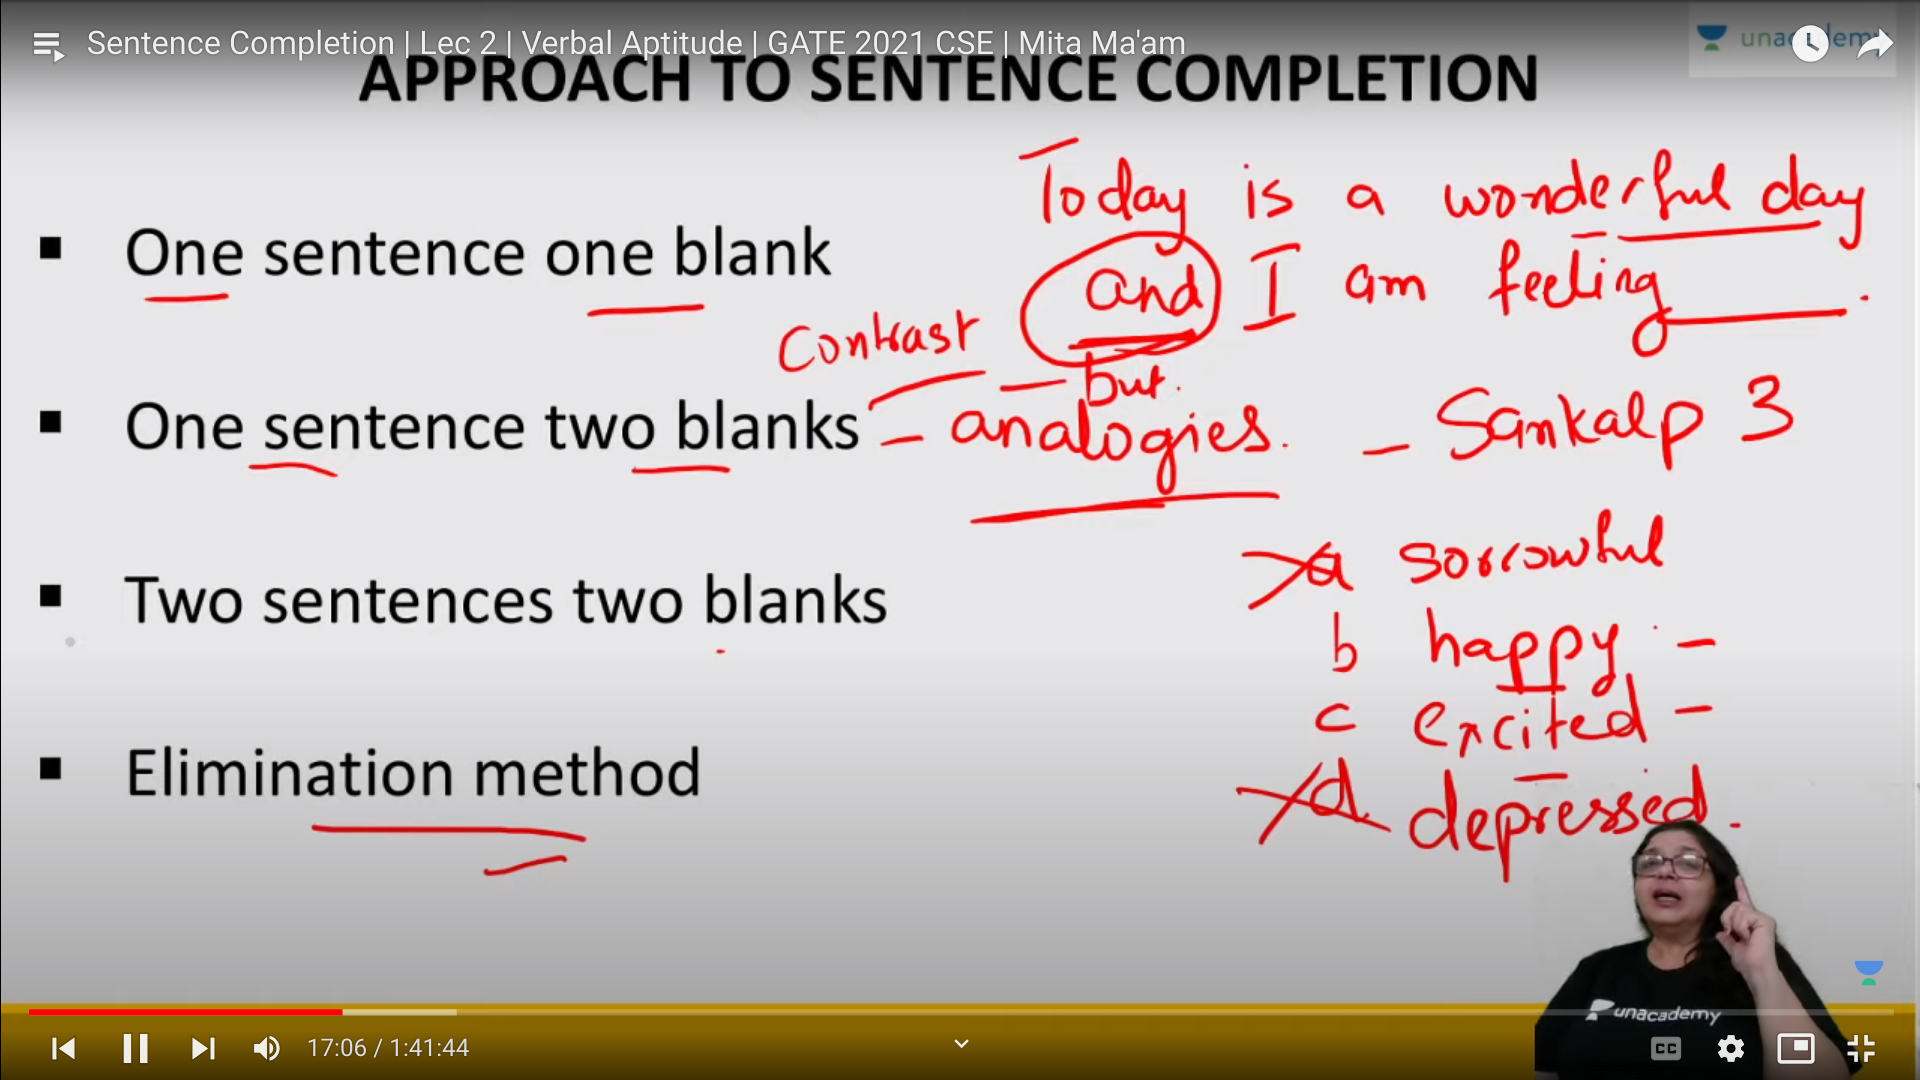 Sentence Completion | Lec 2 | Verbal Aptitude | GATE 2021 CSE | Mita Ma'am
unacademy
APPROACH TO SENTENCE COMPLETION
Today is a wonderful day
One sentence one blank
and I am feeling ____.
Contrast
but.
One sentence two blanks
- analogies. - Sankalp 3
a sorrowful
Two sentences two blanks
b happy -
c excited -
Elimination method
d. depressed.
unacademy
17:06 / 1:41:44
CC